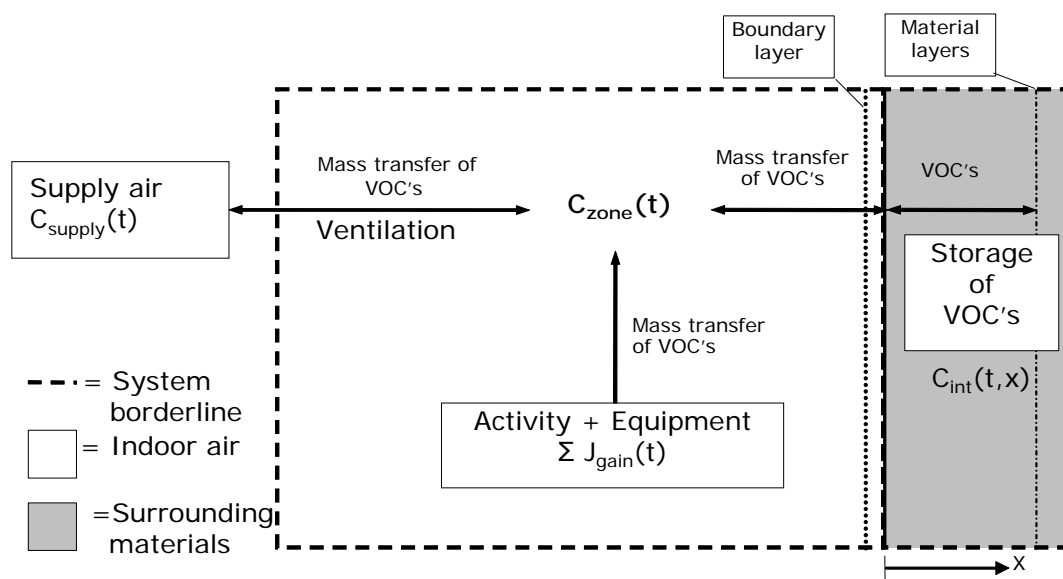 Boundary
layer
Material
layers
Supply air
C_supply(t)
Mass transfer of
VOC's
Ventilation
C_zone(t)
Mass transfer
of VOC's
VOC's
Storage
of
VOC's
C_int(t,x)
Mass transfer
of VOC's
Activity + Equipment
Σ J_gain(t)
= System
borderline
= Indoor air
=Surrounding
materials
x